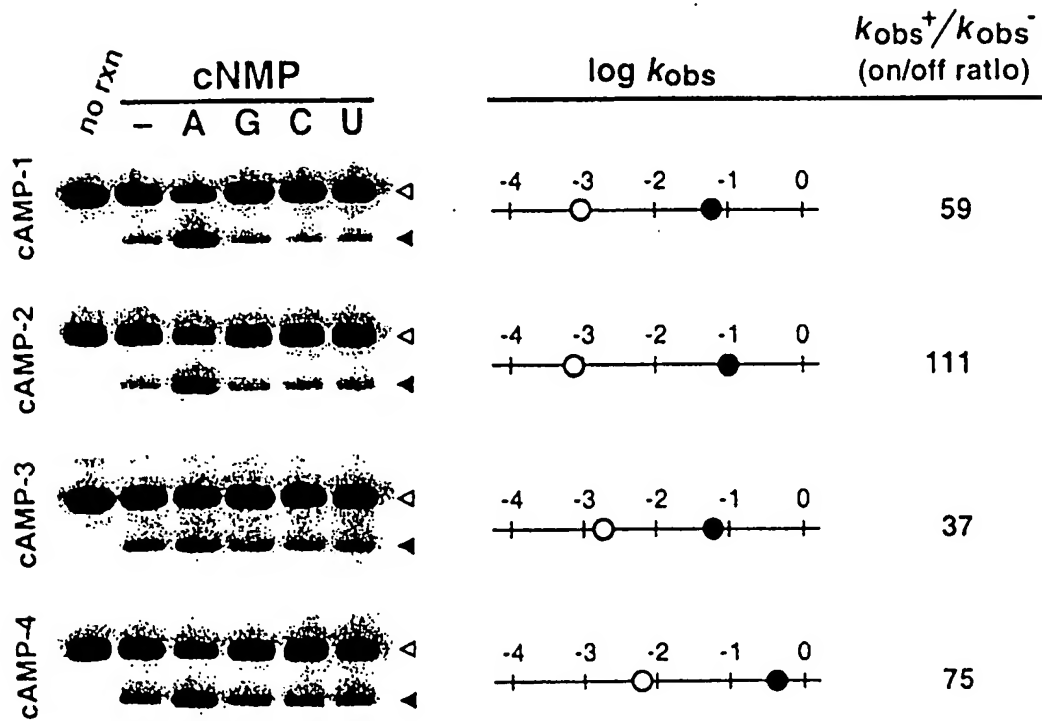 no rxn
cNMP
– A G C U
log kobs
kobs+/kobs-
(on/off ratio)
cAMP-1
-4 -3 -2 -1 0
59
cAMP-2
-4 -3 -2 -1 0
111
cAMP-3
-4 -3 -2 -1 0
37
cAMP-4
-4 -3 -2 -1 0
75